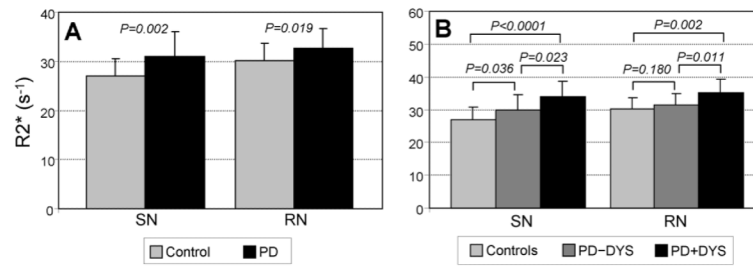 A
P=0.002
P=0.019
R2* (s⁻¹)
40
30
20
10
0
SN
RN
Control
PD
B
P<0.0001
P=0.002
P=0.036
P=0.023
P=0.180
P=0.011
60
50
40
30
20
10
0
SN
RN
Controls
PD−DYS
PD+DYS